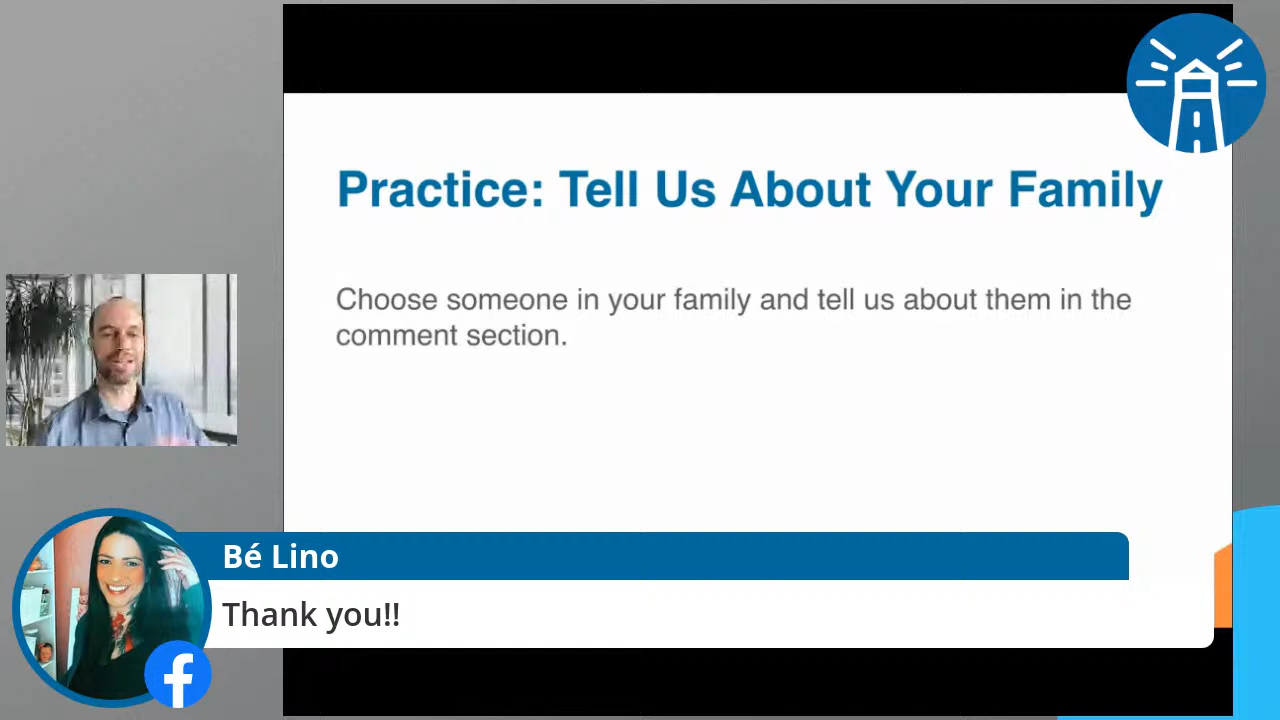 Practice: Tell Us About Your Family
Choose someone in your family and tell us about them in the
comment section.
Bé Lino
Thank you!!